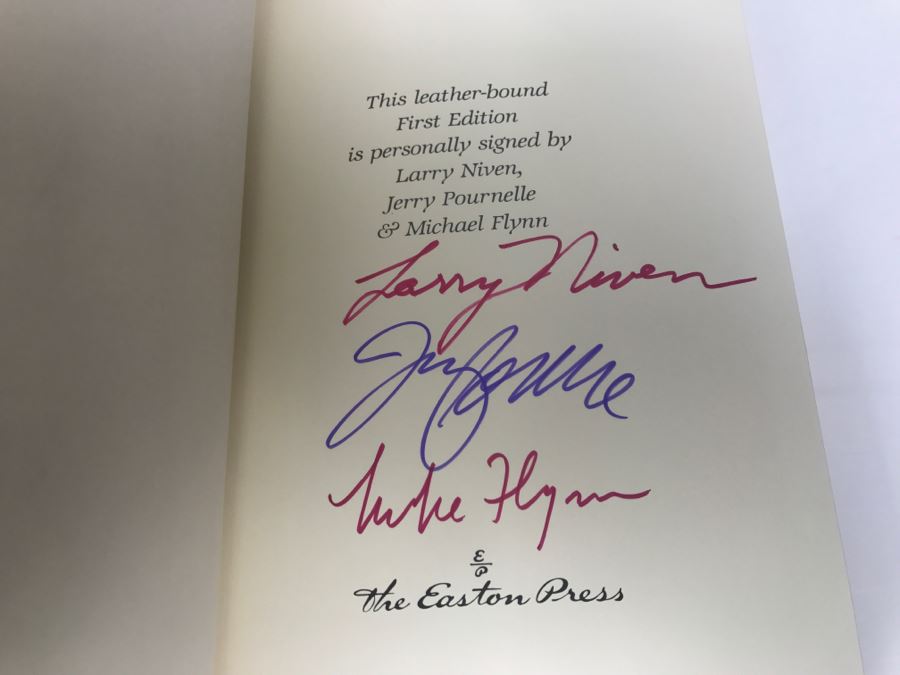 This leather-bound
First Edition
is personally signed by
Larry Niven,
Jerry Pournelle
& Michael Flynn
Larry Niven
Mike Flynn
EP
The Easton Press